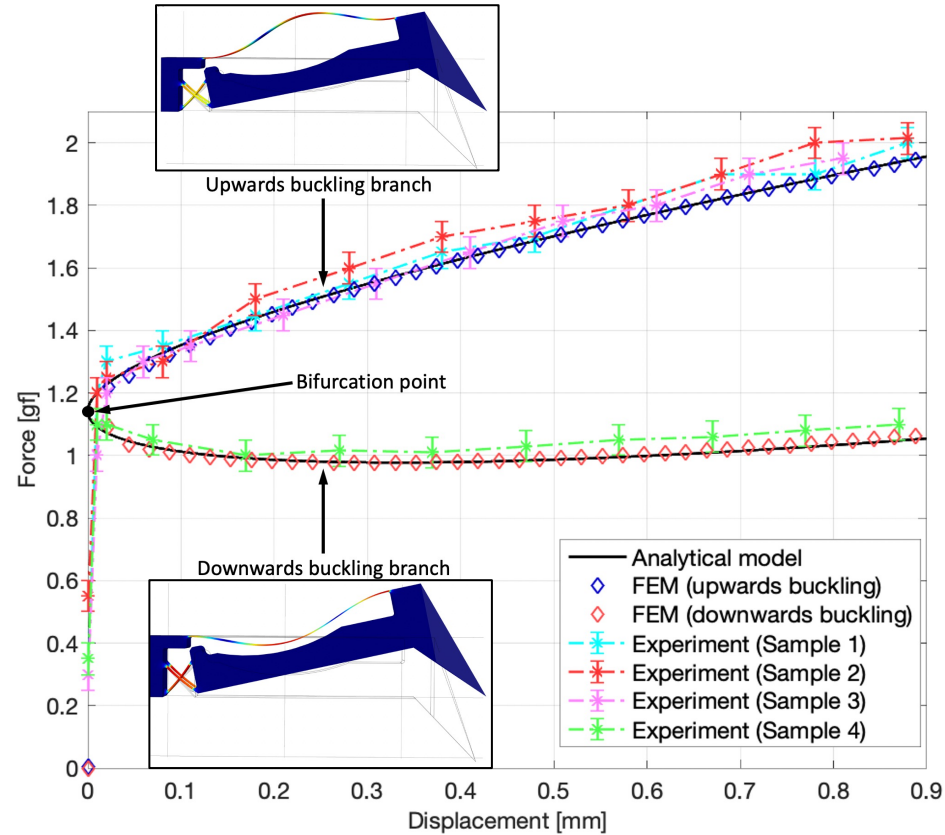 Upwards buckling branch
Bifurcation point
Downwards buckling branch
Force [gf]
2
1.8
1.6
1.4
1.2
1
0.8
0.6
0.4
0.2
0
0 0.1 0.2 0.3 0.4 0.5 0.6 0.7 0.8 0.9
Displacement [mm]
Analytical model
FEM (upwards buckling)
FEM (downwards buckling)
Experiment (Sample 1)
Experiment (Sample 2)
Experiment (Sample 3)
Experiment (Sample 4)